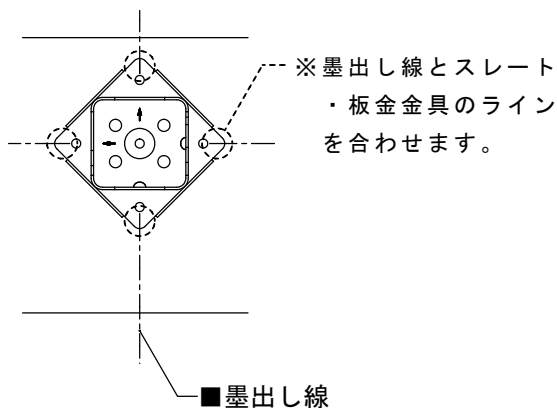 ※墨出し線とスレート
・板金金具のライン
を合わせます。
■墨出し線